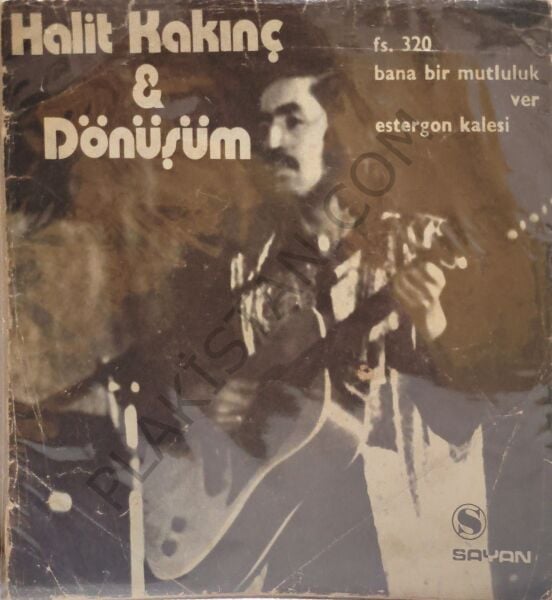 Halit Kakınç
&
Dönüşüm
fs. 320
bana bir mutluluk
ver
estergon kalesi
PLAKİSTAN.COM
S
SAYAN